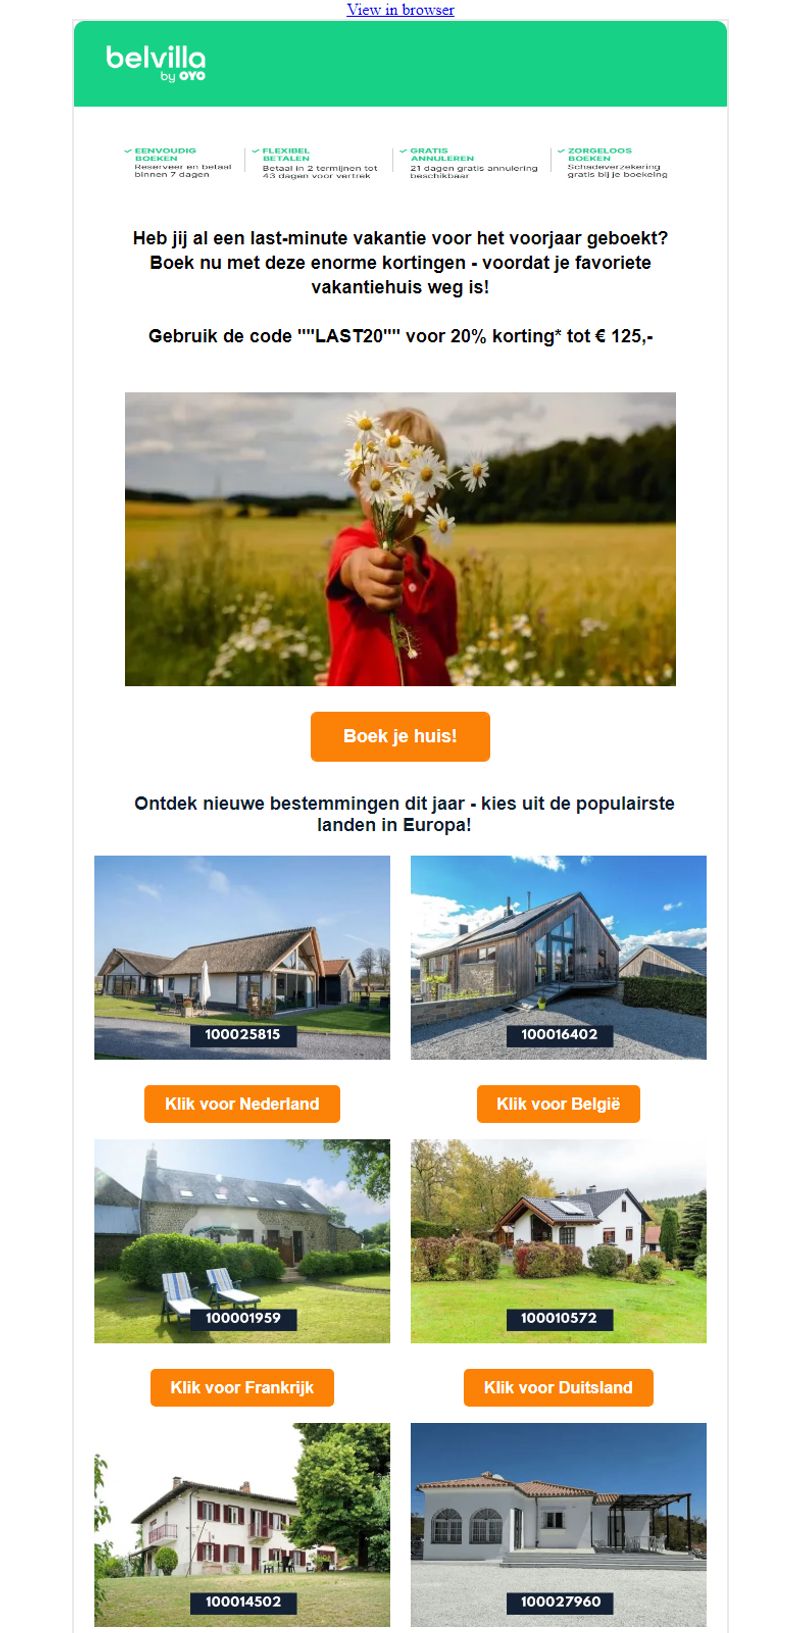 View in browser
belvilla
by OYO
EENVOUDIG BOEKEN
Reserveer en betaal
binnen 7 dagen
FLEXIBEL BETALEN
Betaal in 2 termijnen tot
43 dagen voor vertrek
GRATIS ANNULEREN
21 dagen gratis annulering
beschikbaar
ZORGELOOS BOEKEN
Schadeverzekering
gratis bij je boekeing
Heb jij al een last-minute vakantie voor het voorjaar geboekt?
Boek nu met deze enorme kortingen - voordat je favoriete
vakantiehuis weg is!
Gebruik de code ""LAST20"" voor 20% korting* tot € 125,-
Boek je huis!
Ontdek nieuwe bestemmingen dit jaar - kies uit de populairste
landen in Europa!
100025815
100016402
Klik voor Nederland
Klik voor België
100001959
100010572
Klik voor Frankrijk
Klik voor Duitsland
100014502
100027960